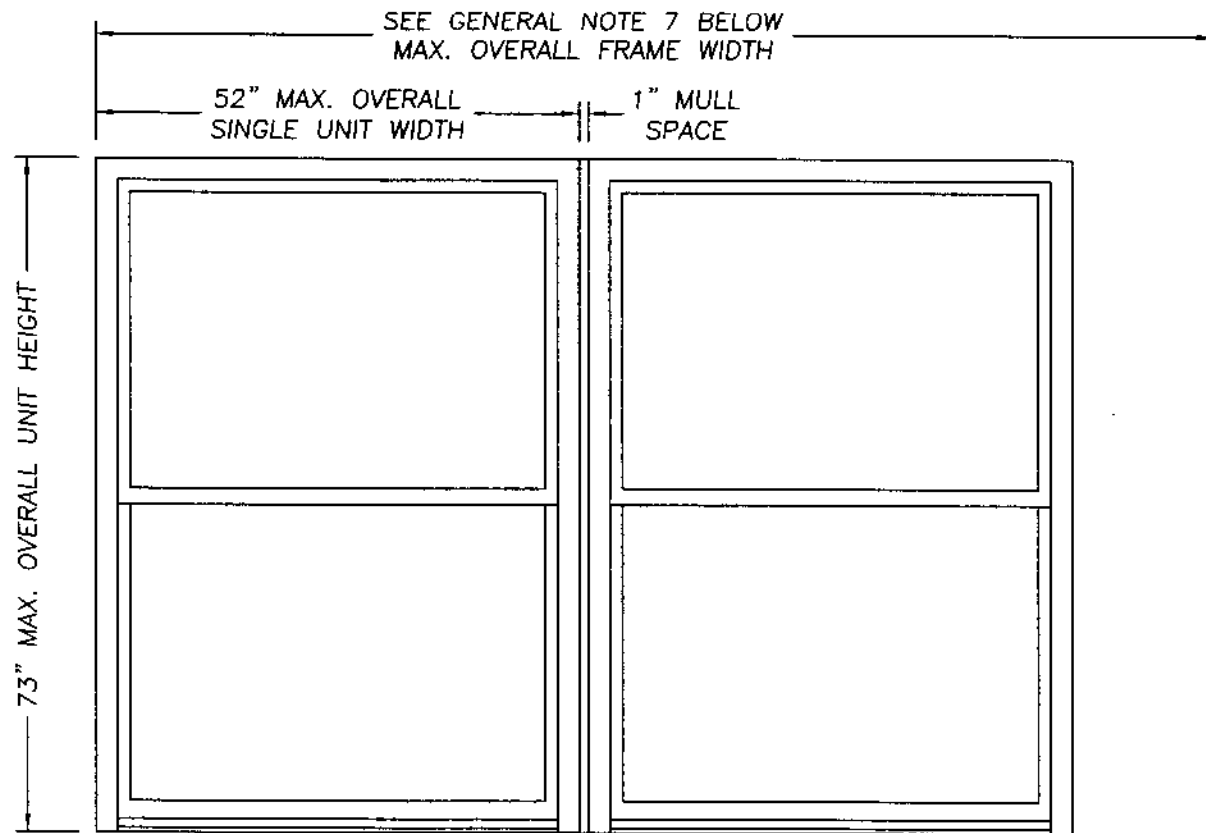 SEE GENERAL NOTE 7 BELOW
MAX. OVERALL FRAME WIDTH
52" MAX. OVERALL
SINGLE UNIT WIDTH
1" MULL
SPACE
73" MAX. OVERALL UNIT HEIGHT